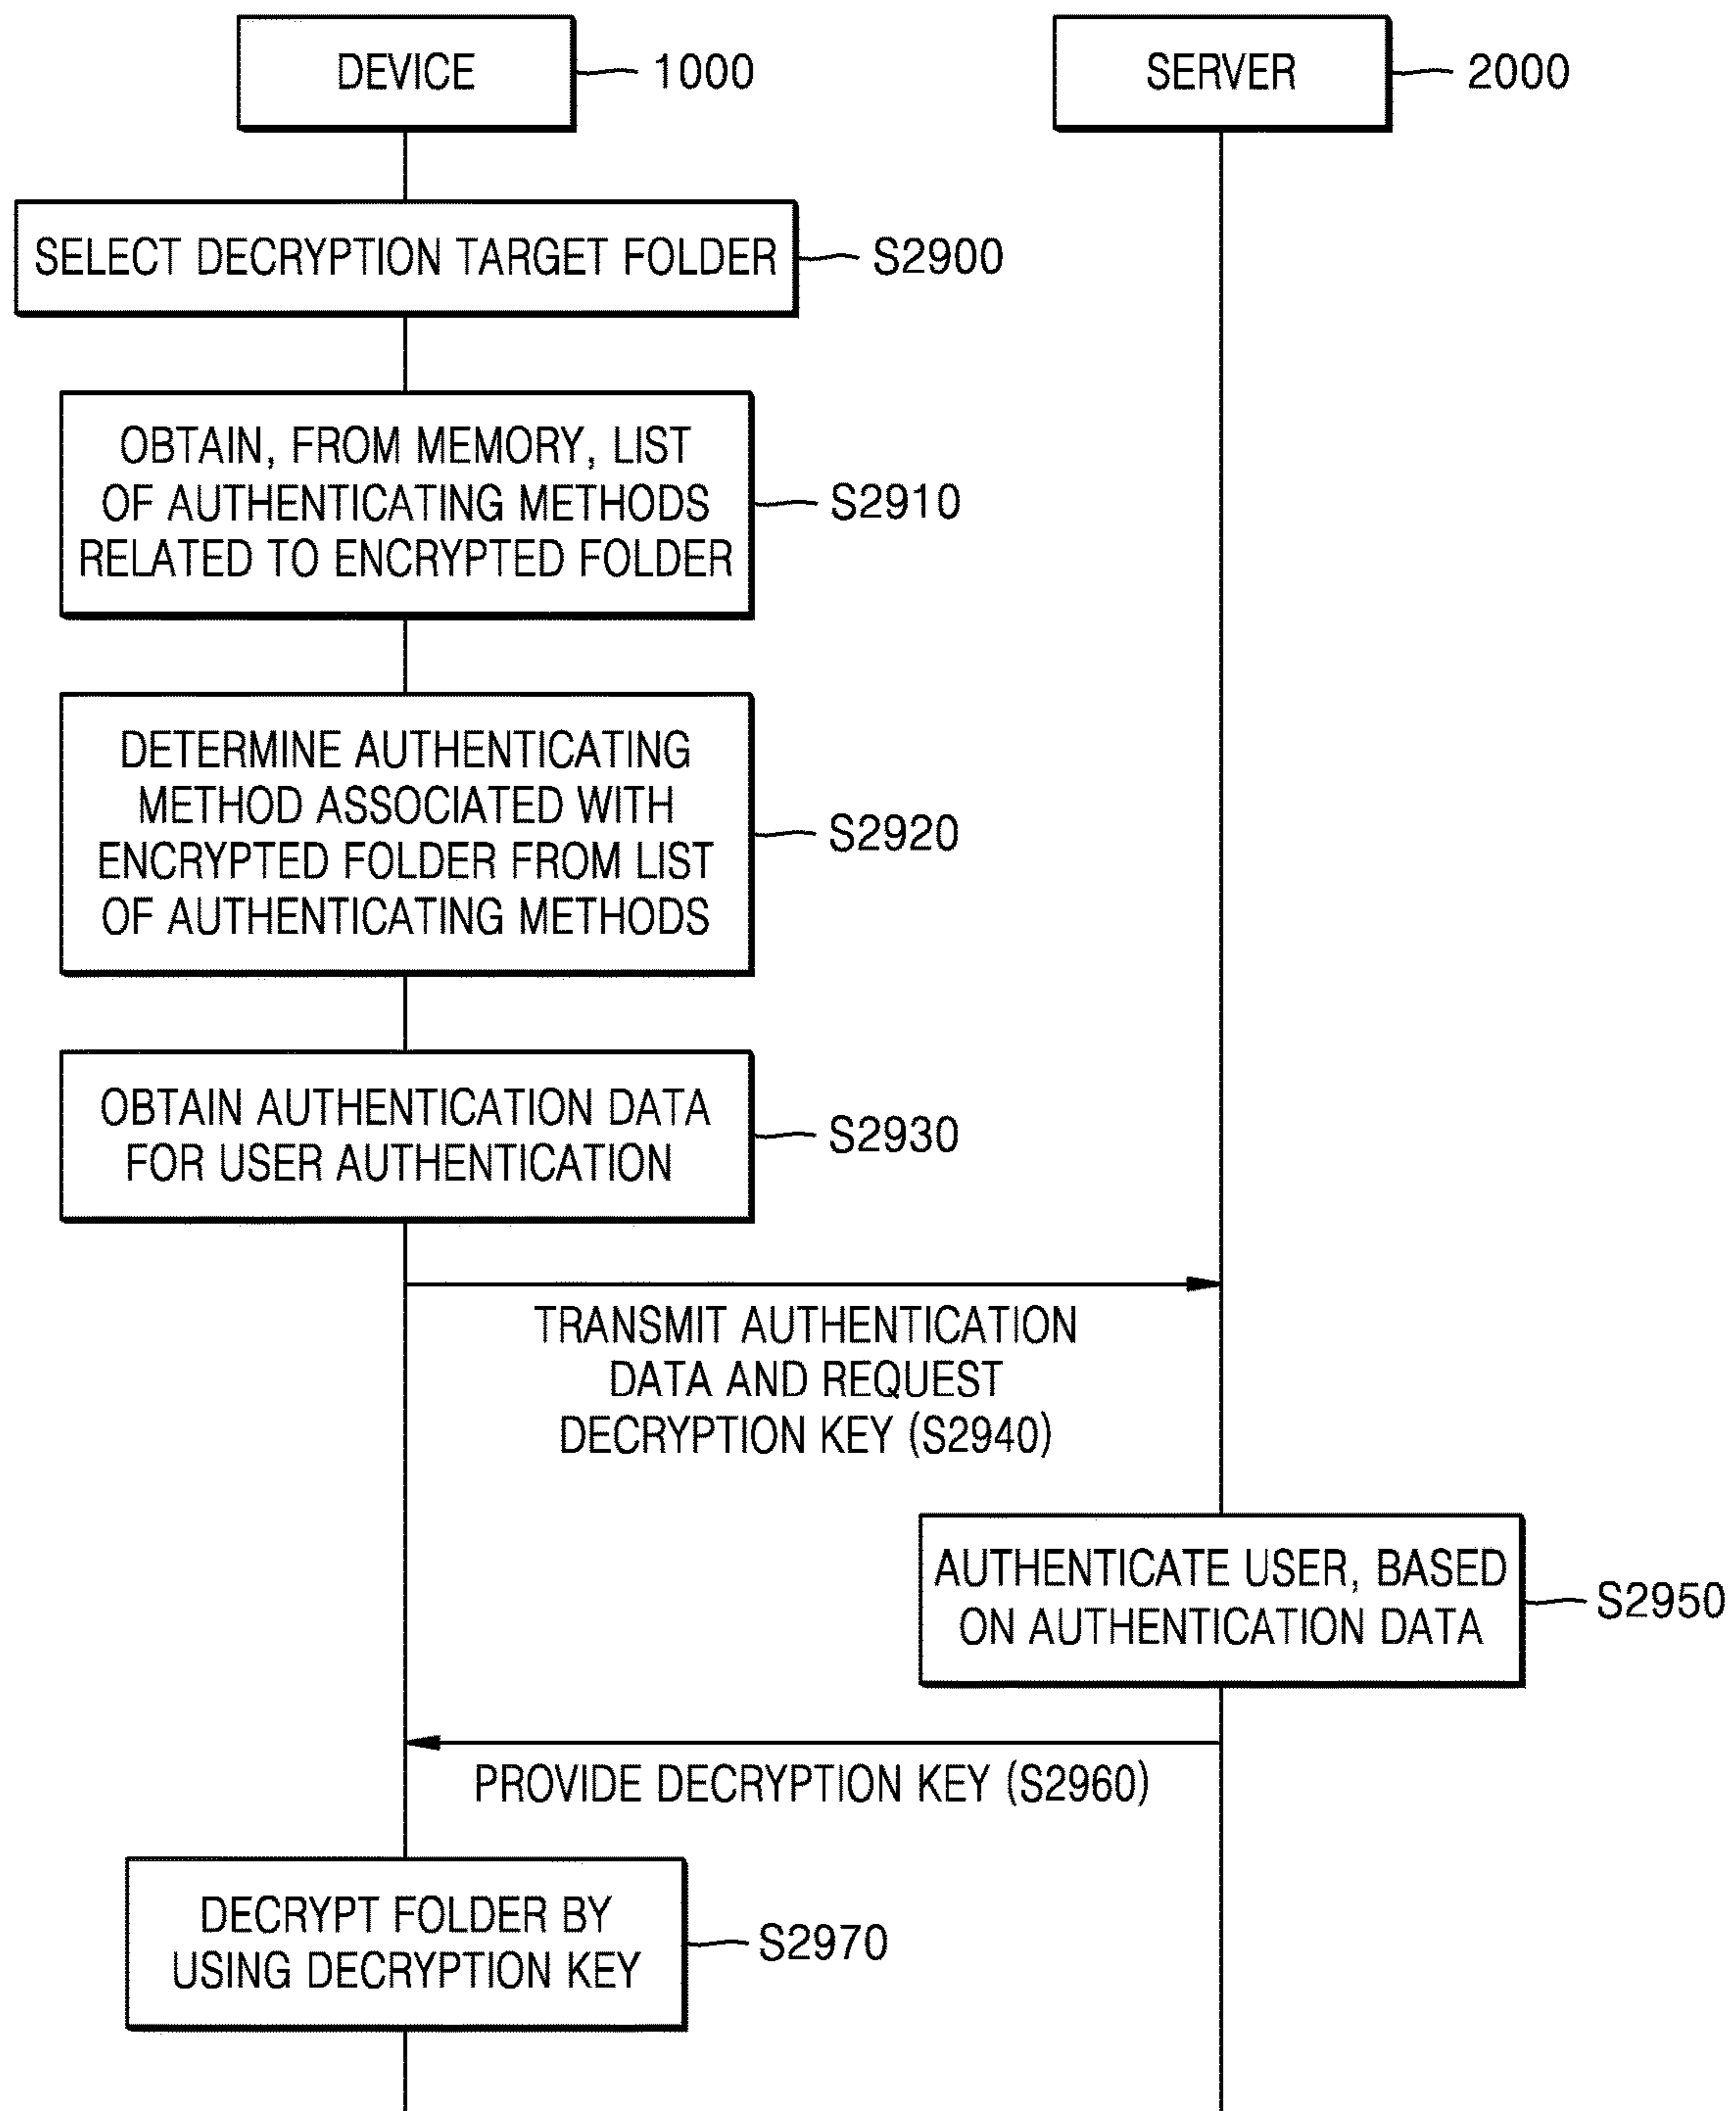 DEVICE
1000
SERVER
2000
SELECT DECRYPTION TARGET FOLDER
S2900
OBTAIN, FROM MEMORY, LIST
OF AUTHENTICATING METHODS
RELATED TO ENCRYPTED FOLDER
S2910
DETERMINE AUTHENTICATING
METHOD ASSOCIATED WITH
ENCRYPTED FOLDER FROM LIST
OF AUTHENTICATING METHODS
S2920
OBTAIN AUTHENTICATION DATA
FOR USER AUTHENTICATION
S2930
TRANSMIT AUTHENTICATION
DATA AND REQUEST
DECRYPTION KEY (S2940)
AUTHENTICATE USER, BASED
ON AUTHENTICATION DATA
S2950
PROVIDE DECRYPTION KEY (S2960)
DECRYPT FOLDER BY
USING DECRYPTION KEY
S2970